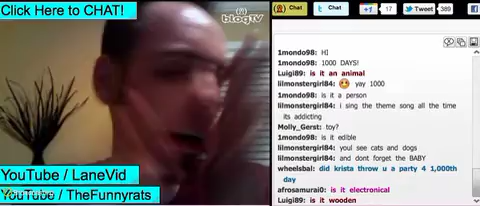 Click Here to CHAT!
blogTV
YouTube / LaneVid
YouTube / TheFunnyrats
Chat
Chat
+1
17
Tweet
389
1mondo98: HI
1mondo98: 1000 DAYS!
Luigi89: is it an animal
lilmonstergirl84: yay 1000
1mondo98: is it a person
lilmonstergirl84: i sing the theme song all the time
its addicting
Molly_Gerst: toy?
1mondo98: is it edible
lilmonstergirl84: youl see cats and dogs
lilmonstergirl84: and dont forget the BABY
wheelsbal: did krista throw u a party 4 1,000th
day
afrosamurai0: is it electronical
Luigi89: is it wooden